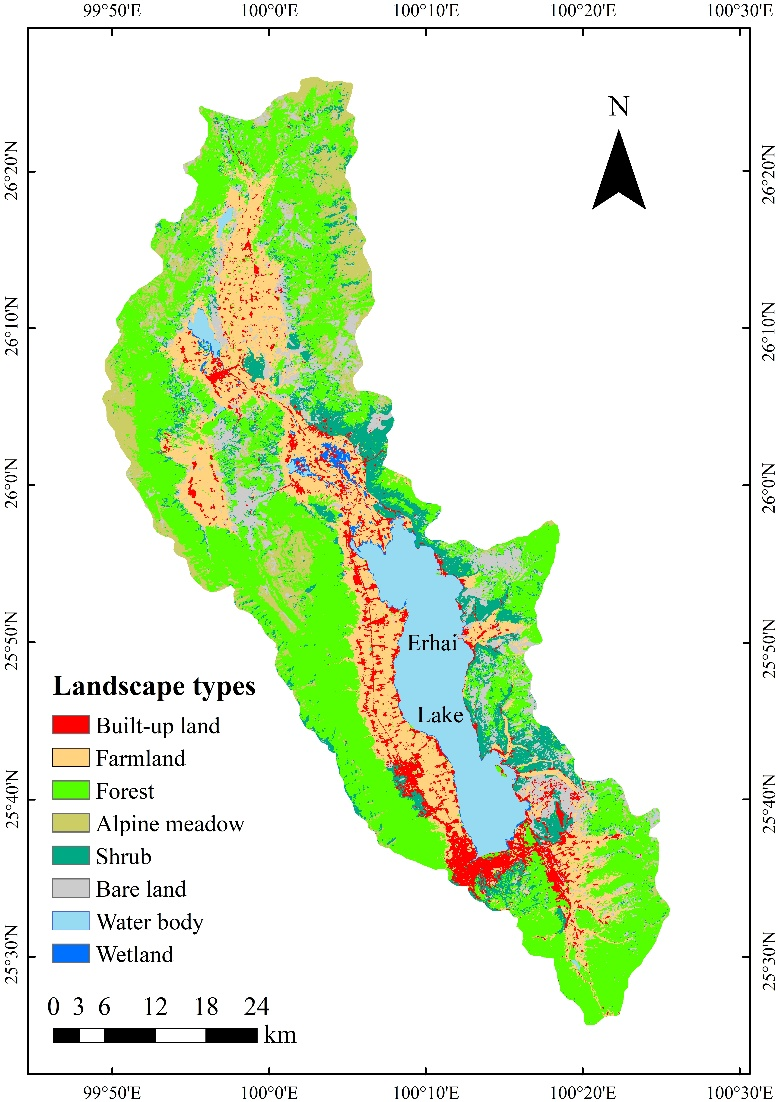 99°50'E 100°0'E 100°10'E 100°20'E 100°30'E
N
26°20'N 26°20'N
26°10'N 26°10'N
26°0'N 26°0'N
25°50'N 25°50'N
Erhai
Lake
Landscape types
Built-up land
Farmland
Forest
Alpine meadow
Shrub
Bare land
Water body
Wetland
25°40'N 25°40'N
25°30'N 25°30'N
0 3 6 12 18 24
km
99°50'E 100°0'E 100°10'E 100°20'E 100°30'E